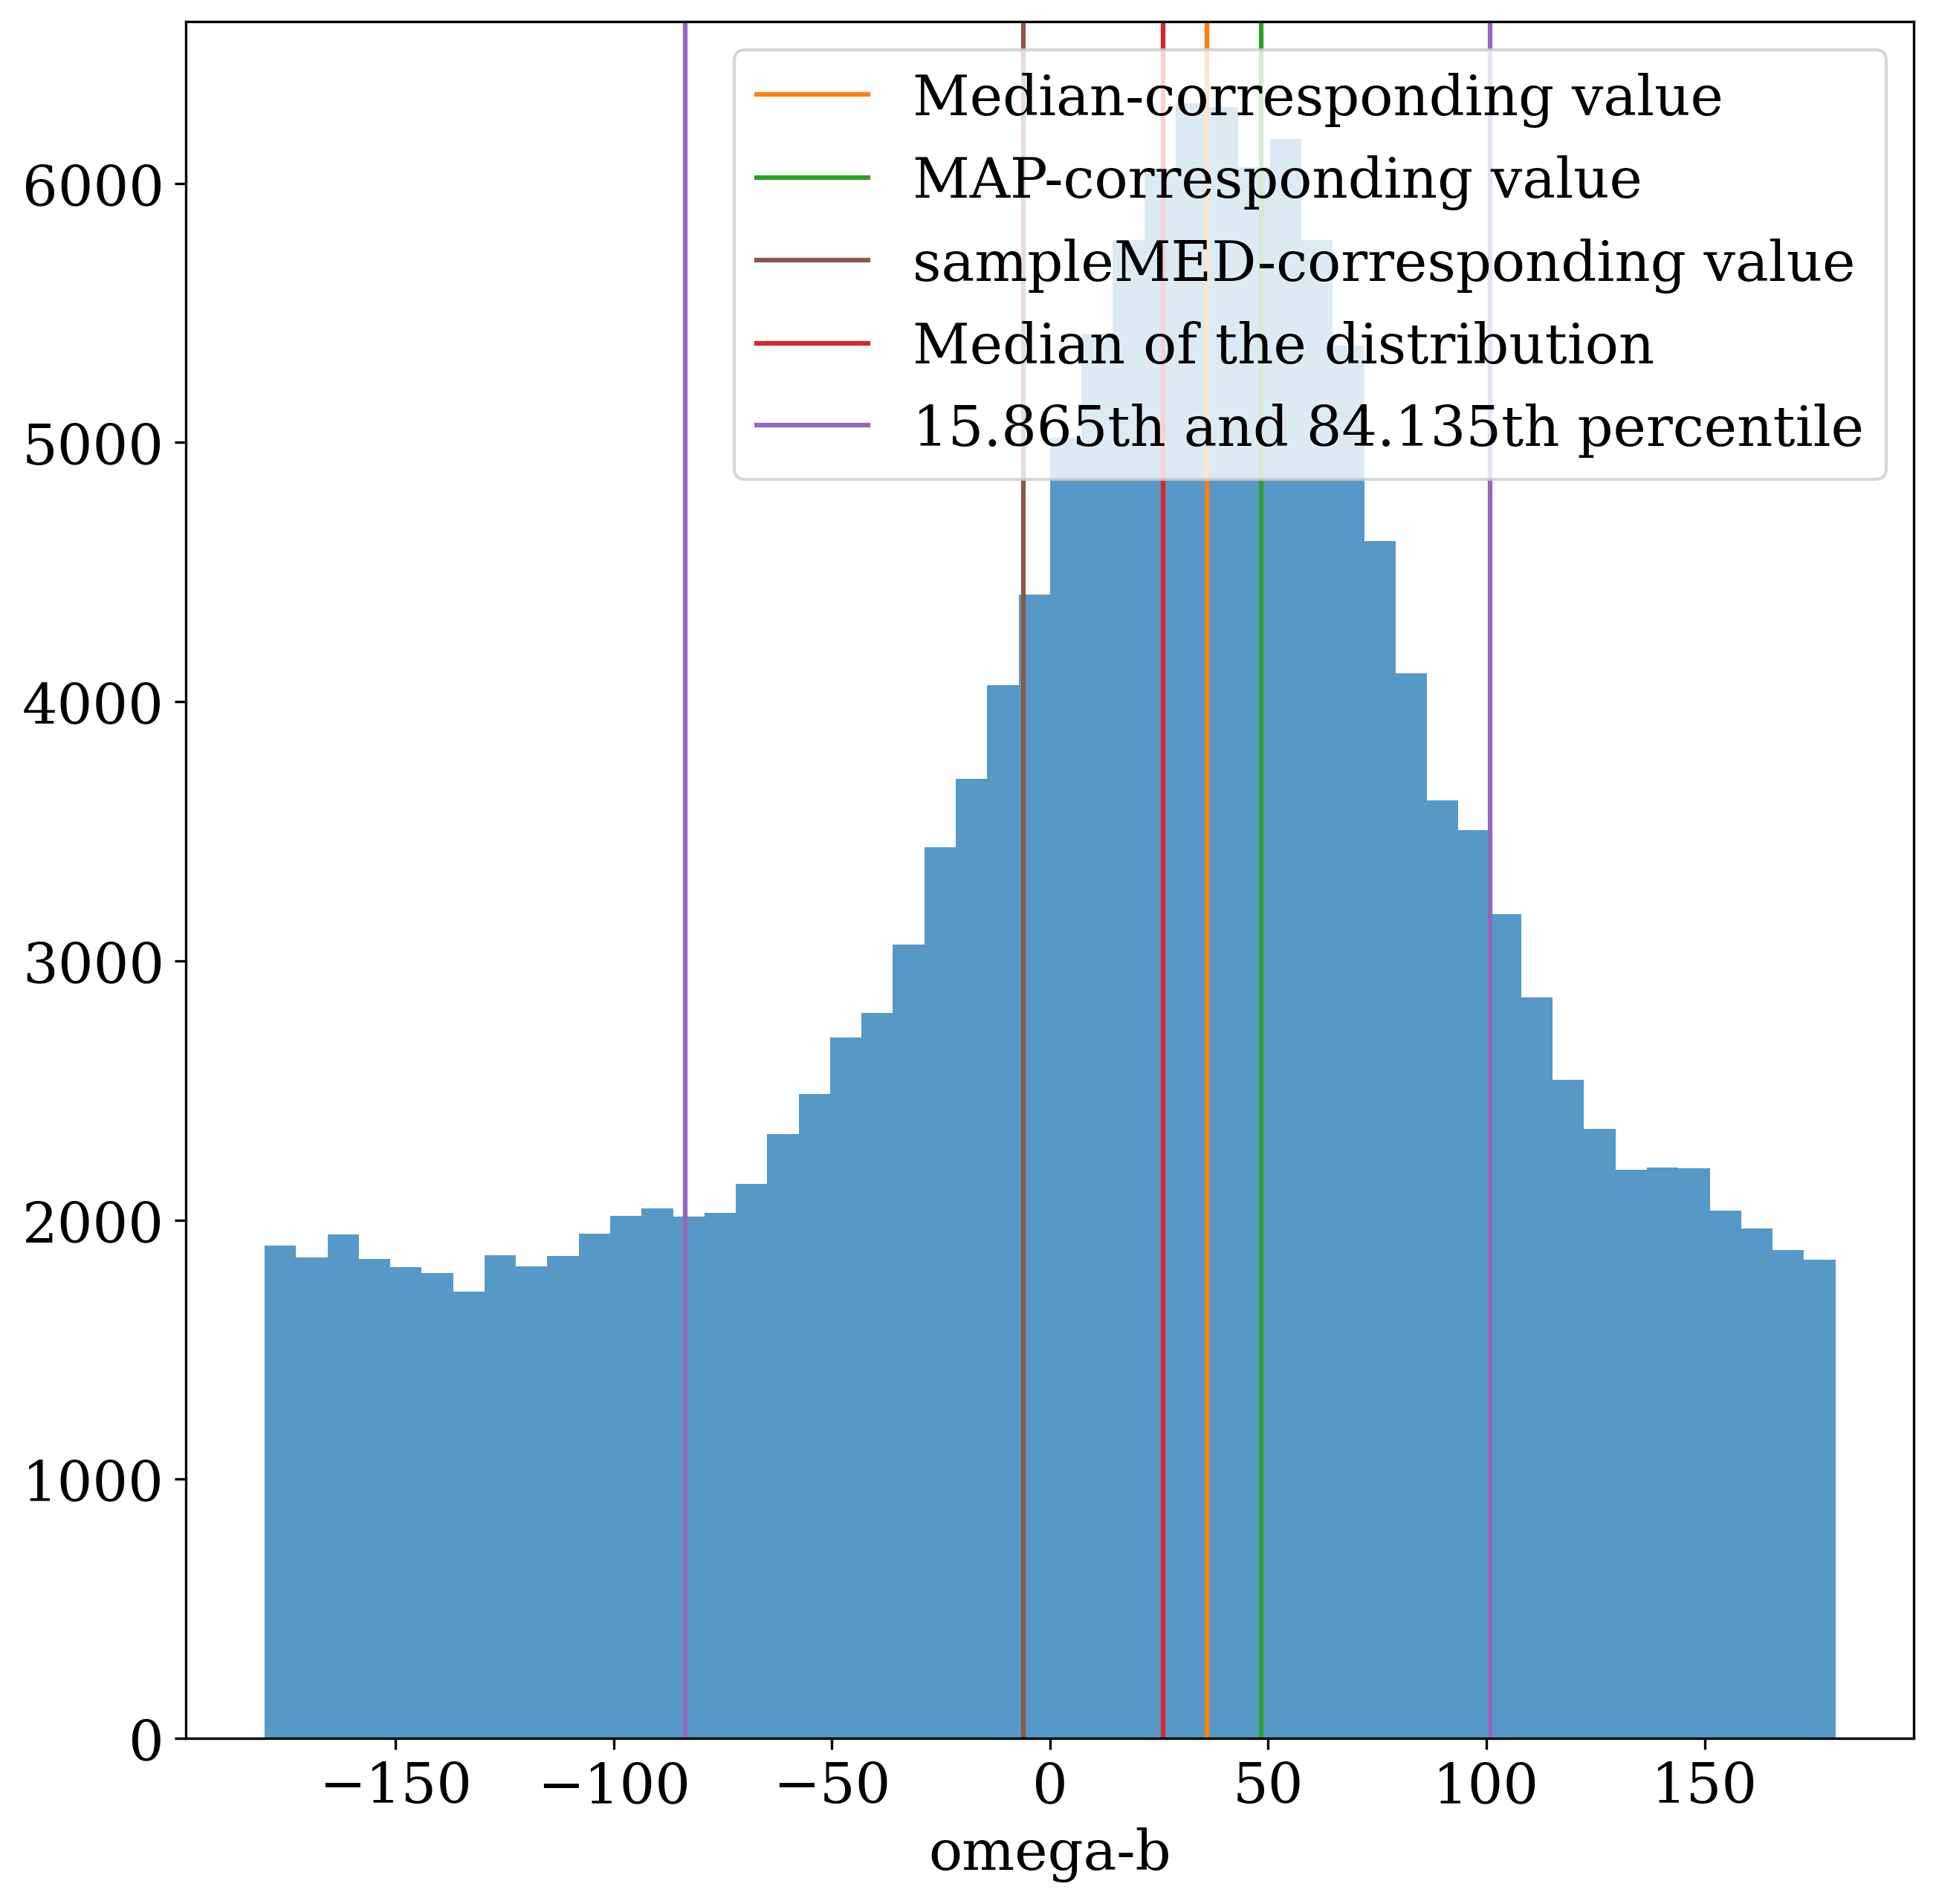 Median-corresponding value
MAP-corresponding value
sampleMED-corresponding value
Median of the distribution
15.865th and 84.135th percentile
6000
5000
4000
3000
2000
1000
0
−150 −100 −50 0 50 100 150
omega-b